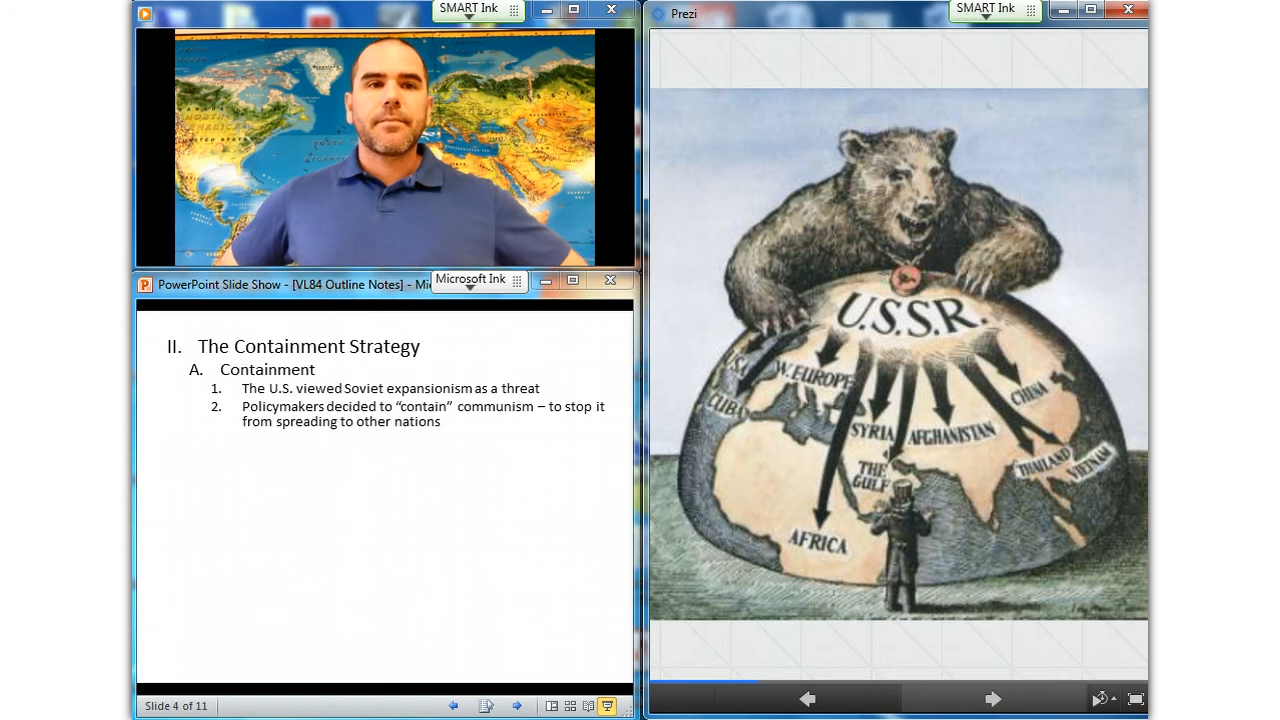 SMART Ink
Microsoft Ink
PowerPoint Slide Show - [VL84 Outline Notes] - Mi
II. The Containment Strategy
A. Containment
1. The U.S. viewed Soviet expansionism as a threat
2. Policymakers decided to “contain” communism – to stop it
from spreading to other nations
Slide 4 of 11
Prezi
SMART Ink
U.S.S.R.
W. EUROPE
CUBA
CHINA
SYRIA
AFGHANISTAN
THE
GULF
THAILAND
VIETNAM
AFRICA